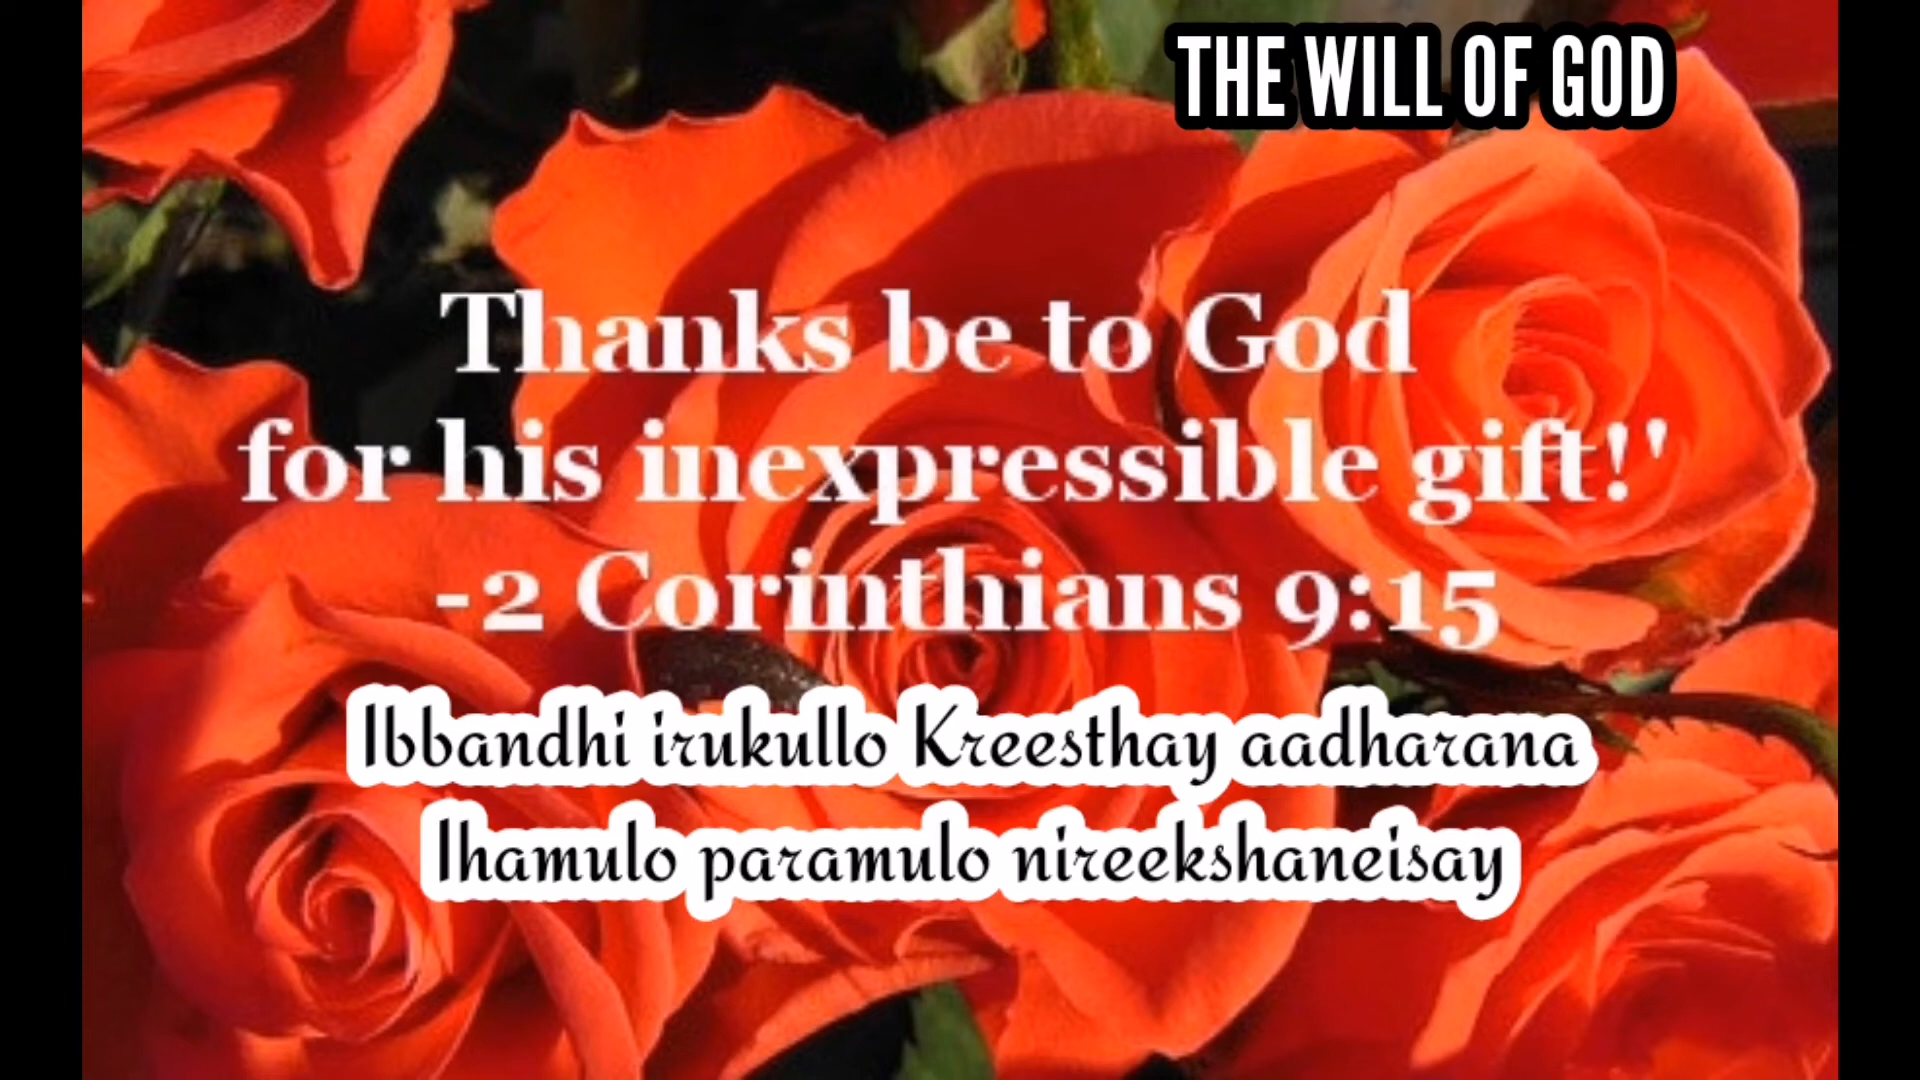 THE WILL OF GOD
Thanks be to God
for his inexpressible gift!'
-2 Corinthians 9:15
Ibbandhi irukullo Kreesthay aadharana
Ihamulo paramulo nireekshaneisay